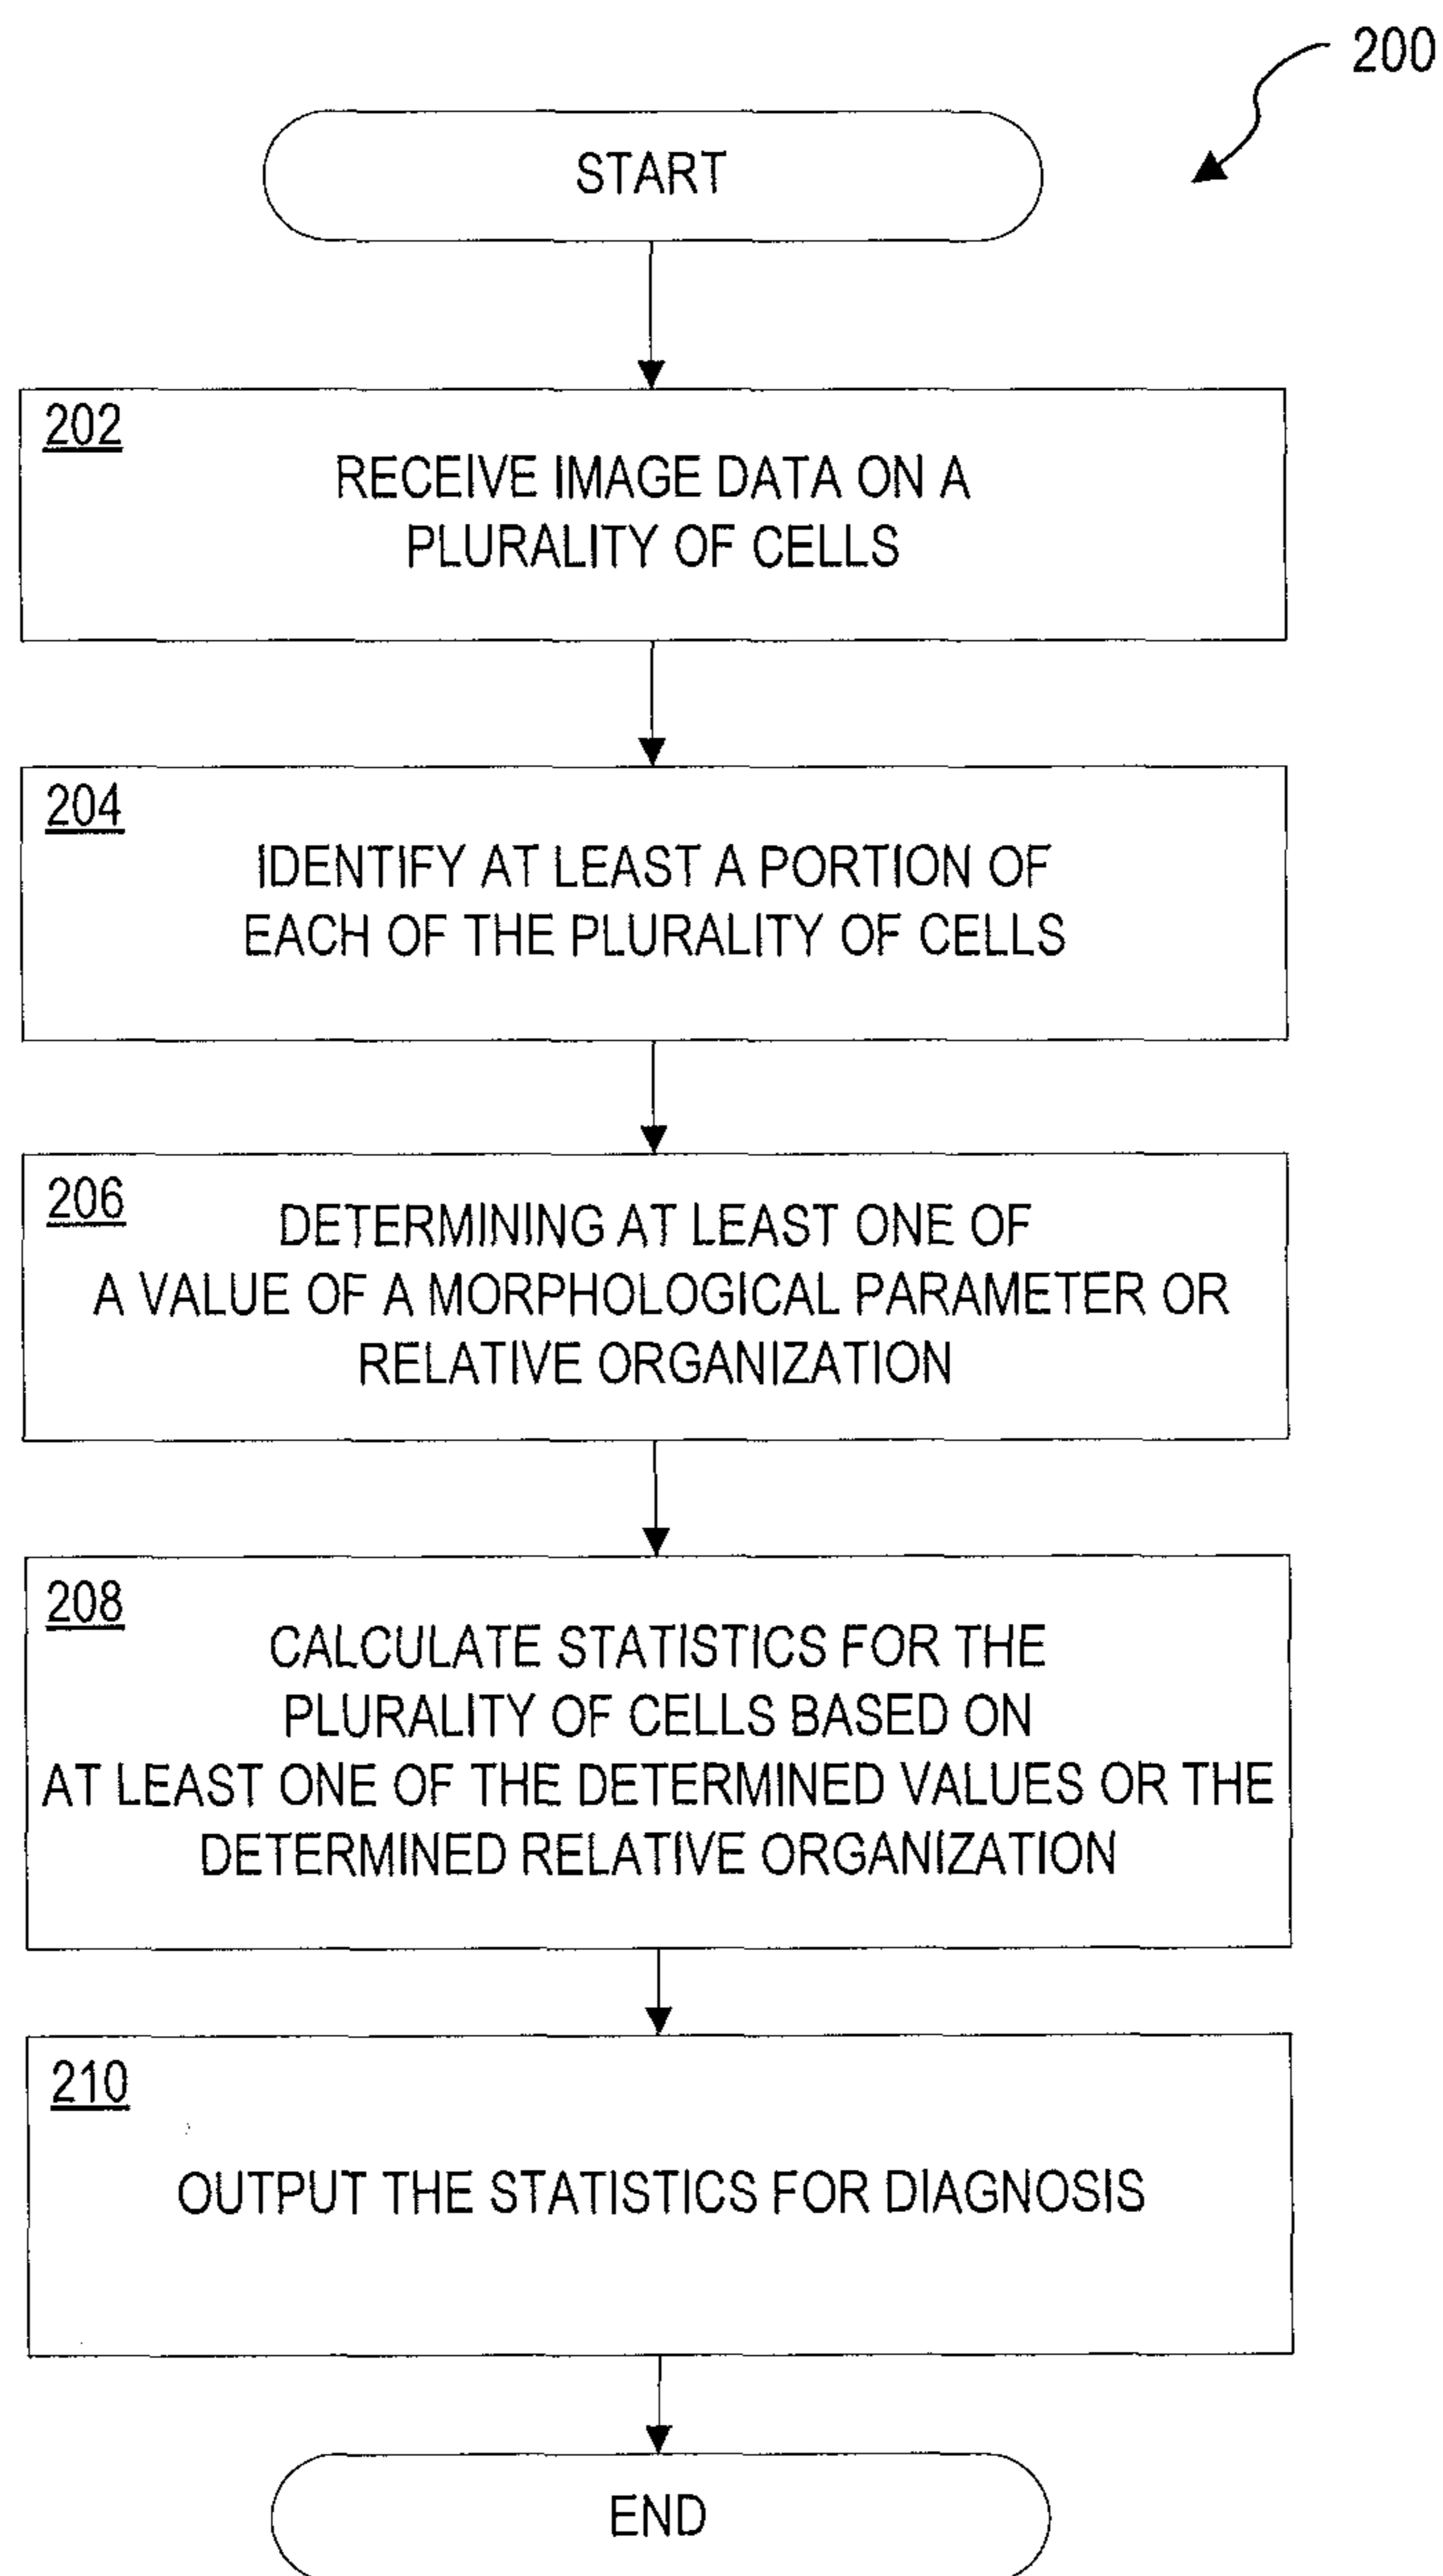 200
START
202
RECEIVE IMAGE DATA ON A
PLURALITY OF CELLS
204
IDENTIFY AT LEAST A PORTION OF
EACH OF THE PLURALITY OF CELLS
206
DETERMINING AT LEAST ONE OF
A VALUE OF A MORPHOLOGICAL PARAMETER OR
RELATIVE ORGANIZATION
208
CALCULATE STATISTICS FOR THE
PLURALITY OF CELLS BASED ON
AT LEAST ONE OF THE DETERMINED VALUES OR THE
DETERMINED RELATIVE ORGANIZATION
210
OUTPUT THE STATISTICS FOR DIAGNOSIS
END